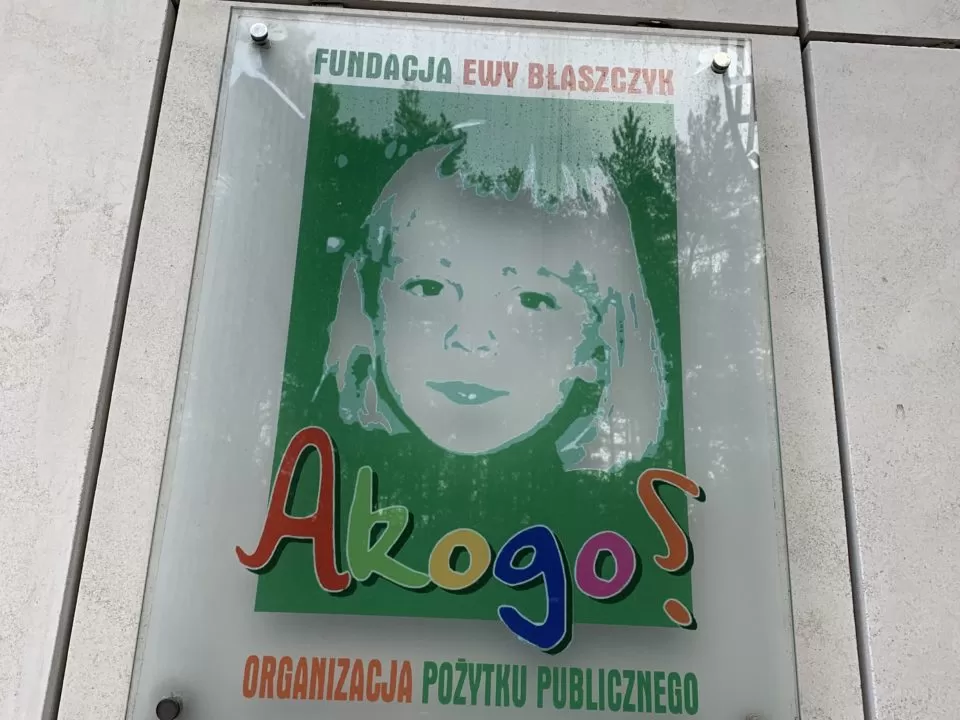 FUNDACJA EWY BŁASZCZYK
Akogo?
ORGANIZACJA POŻYTKU PUBLICZNEGO